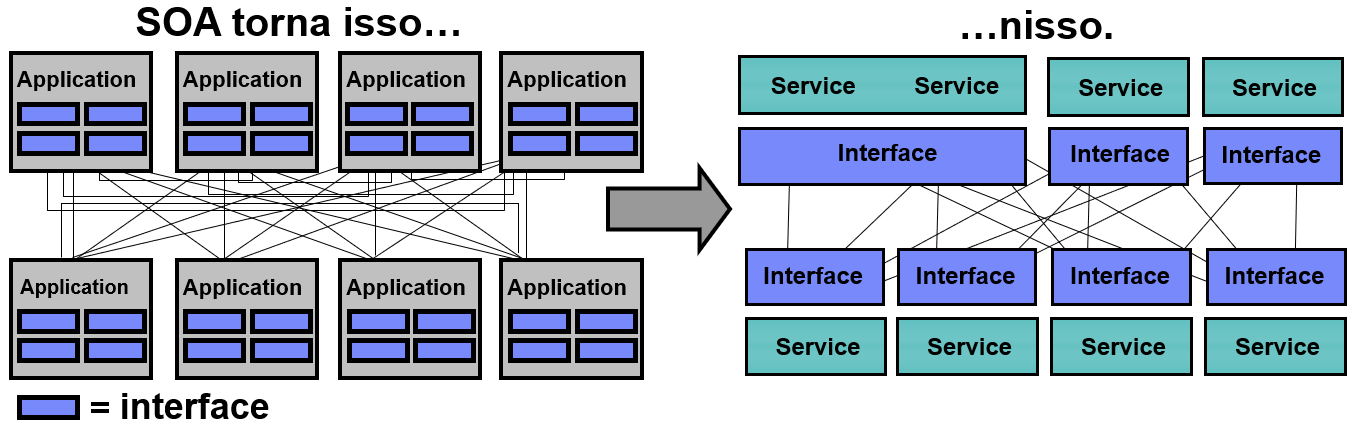 SOA torna isso…
…nisso.
Application Application Application Application
Service Service Service Service
Interface Interface Interface
Application Application Application Application
Interface Interface Interface Interface
Service Service Service Service
= interface